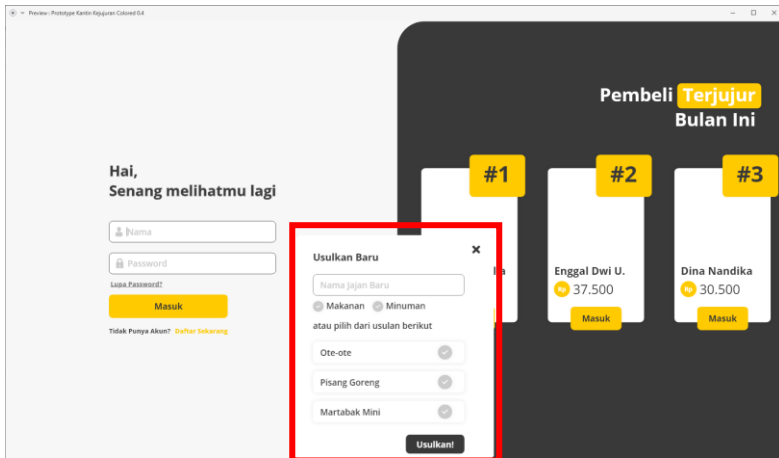 Preview : Prototype Kantin Kejujuran Colored 0.4
Pembeli Terjujur
Bulan Ini
Hai,
Senang melihatmu lagi
Nama
Password
Lupa Password?
Masuk
Tidak Punya Akun? Daftar Sekarang
#1
#2
Enggal Dwi U.
Rp 37.500
Masuk
#3
Dina Nandika
Rp 30.500
Masuk
Usulkan Baru
Nama Jajan Baru
Makanan Minuman
atau pilih dari usulan berikut
Ote-ote
Pisang Goreng
Martabak Mini
Usulkan!